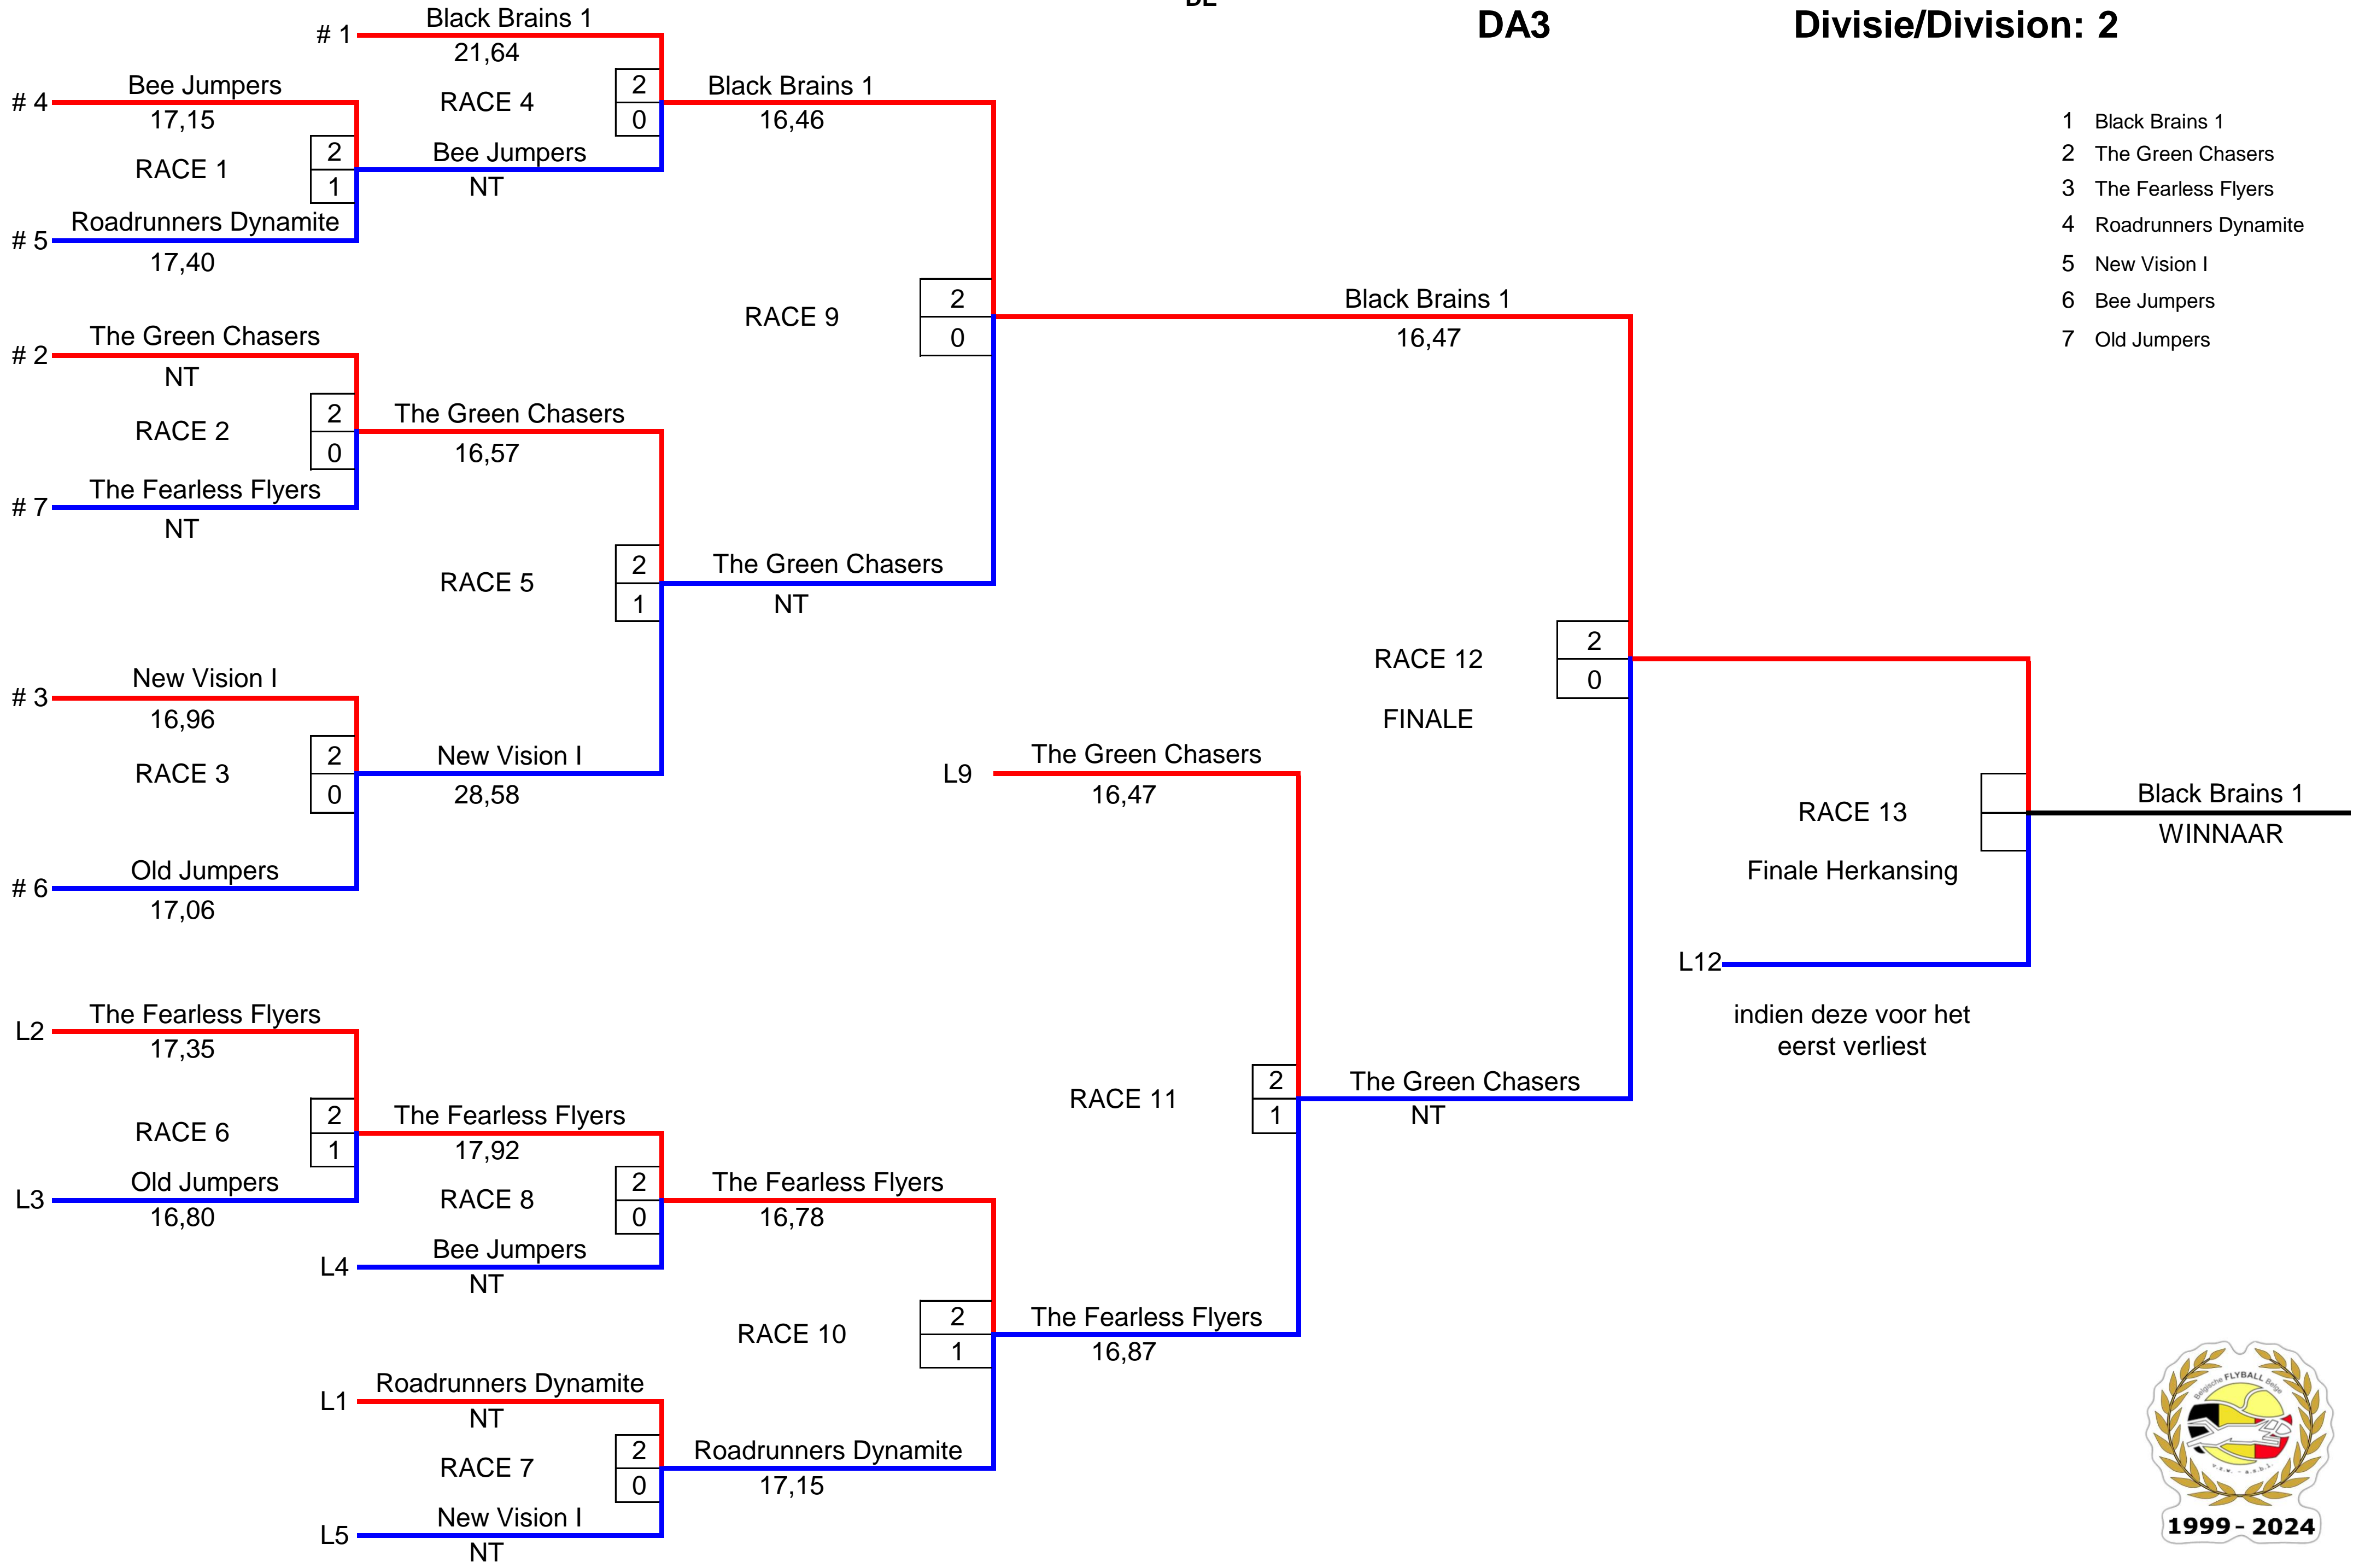 DE
DA3
Divisie/Division: 2
1 Black Brains 1
2 The Green Chasers
3 The Fearless Flyers
4 Roadrunners Dynamite
5 New Vision I
6 Bee Jumpers
7 Old Jumpers
# 1
Black Brains 1
21,64
# 4
Bee Jumpers
17,15
RACE 1
2
1
# 5
Roadrunners Dynamite
17,40
RACE 4
2
0
Bee Jumpers
NT
Black Brains 1
16,46
# 2
The Green Chasers
NT
RACE 2
2
0
# 7
The Fearless Flyers
NT
The Green Chasers
16,57
RACE 5
2
1
The Green Chasers
NT
RACE 9
2
0
Black Brains 1
16,47
# 3
New Vision I
16,96
RACE 3
2
0
New Vision I
28,58
# 6
Old Jumpers
17,06
RACE 12
2
0
FINALE
L9
The Green Chasers
16,47
RACE 13
Finale Herkansing
Black Brains 1
WINNAAR
L12
indien deze voor het
eerst verliest
L2
The Fearless Flyers
17,35
RACE 6
2
1
L3
Old Jumpers
16,80
The Fearless Flyers
17,92
RACE 8
2
0
L4
Bee Jumpers
NT
The Fearless Flyers
16,78
RACE 11
2
1
The Green Chasers
NT
RACE 10
2
1
The Fearless Flyers
16,87
L1
Roadrunners Dynamite
NT
RACE 7
2
0
Roadrunners Dynamite
17,15
L5
New Vision I
NT
Belgische FLYBALL Belge
v.z.w. - a.s.b.l.
1999 - 2024